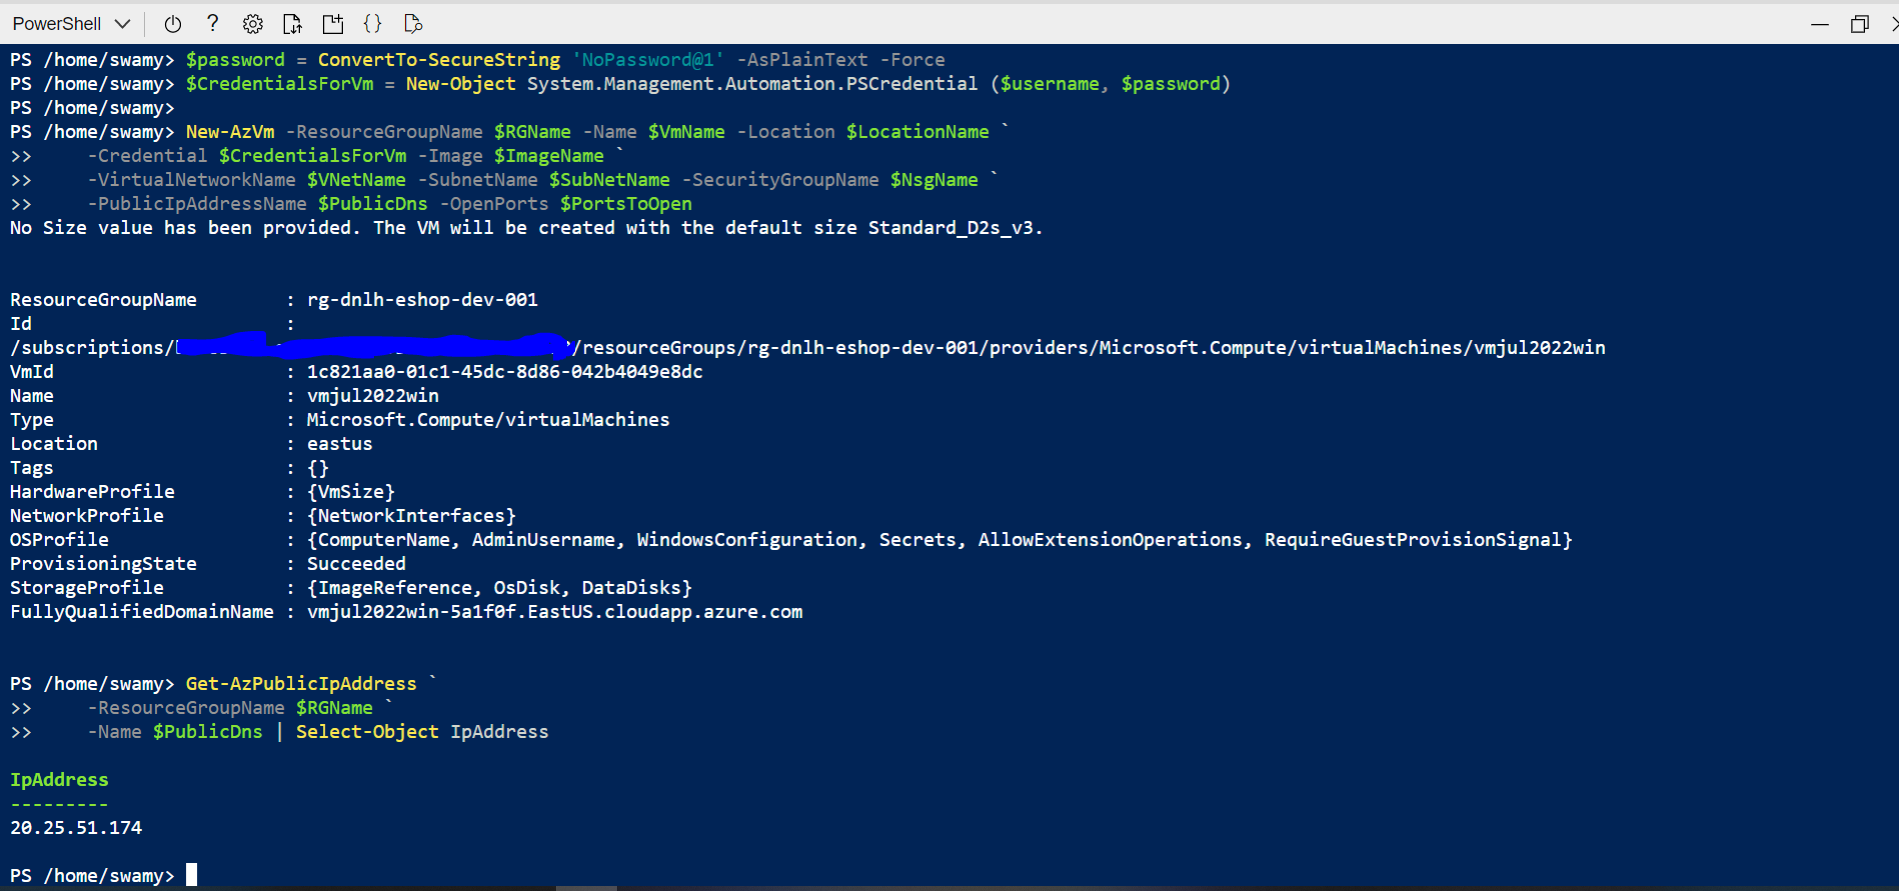 PowerShell
PS /home/swamy> $password = ConvertTo-SecureString 'NoPassword@1' -AsPlainText -Force
PS /home/swamy> $CredentialsForVm = New-Object System.Management.Automation.PSCredential ($username, $password)
PS /home/swamy>
PS /home/swamy> New-AzVm -ResourceGroupName $RGName -Name $VmName -Location $LocationName `
>>     -Credential $CredentialsForVm -Image $ImageName `
>>     -VirtualNetworkName $VNetName -SubnetName $SubNetName -SecurityGroupName $NsgName `
>>     -PublicIpAddressName $PublicDns -OpenPorts $PortsToOpen
No Size value has been provided. The VM will be created with the default size Standard_D2s_v3.
ResourceGroupName        : rg-dnlh-eshop-dev-001
Id                       :
/subscriptions/ /resourceGroups/rg-dnlh-eshop-dev-001/providers/Microsoft.Compute/virtualMachines/vmjul2022win
VmId                     : 1c821aa0-01c1-45dc-8d86-042b4049e8dc
Name                     : vmjul2022win
Type                     : Microsoft.Compute/virtualMachines
Location                 : eastus
Tags                     : {}
HardwareProfile          : {VmSize}
NetworkProfile           : {NetworkInterfaces}
OSProfile                : {ComputerName, AdminUsername, WindowsConfiguration, Secrets, AllowExtensionOperations, RequireGuestProvisionSignal}
ProvisioningState        : Succeeded
StorageProfile           : {ImageReference, OsDisk, DataDisks}
FullyQualifiedDomainName : vmjul2022win-5a1f0f.EastUS.cloudapp.azure.com
PS /home/swamy> Get-AzPublicIpAddress `
>>     -ResourceGroupName $RGName `
>>     -Name $PublicDns | Select-Object IpAddress
IpAddress
---------
20.25.51.174
PS /home/swamy>